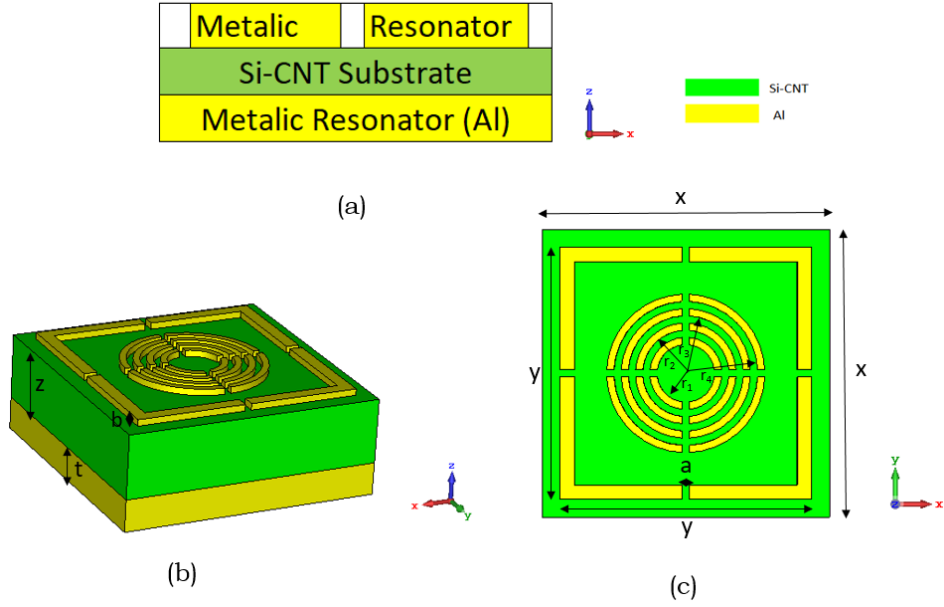 Metalic Resonator
Si-CNT Substrate
Metalic Resonator (Al)
z
x
Si-CNT
Al
(a)
z
b
t
z
x
y
(b)
x
y
x
r3
r2
r4
r1
a
y
y
x
(c)